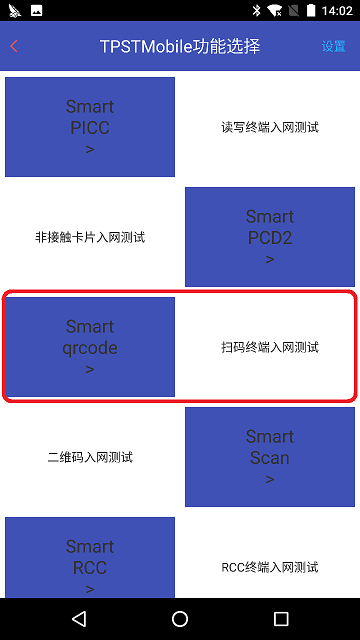 14:02
TPSTMobile功能选择
设置
Smart
PICC
>
读写终端入网测试
非接触卡片入网测试
Smart
PCD2
>
Smart
qrcode
>
扫码终端入网测试
二维码入网测试
Smart
Scan
>
Smart
RCC
>
RCC终端入网测试